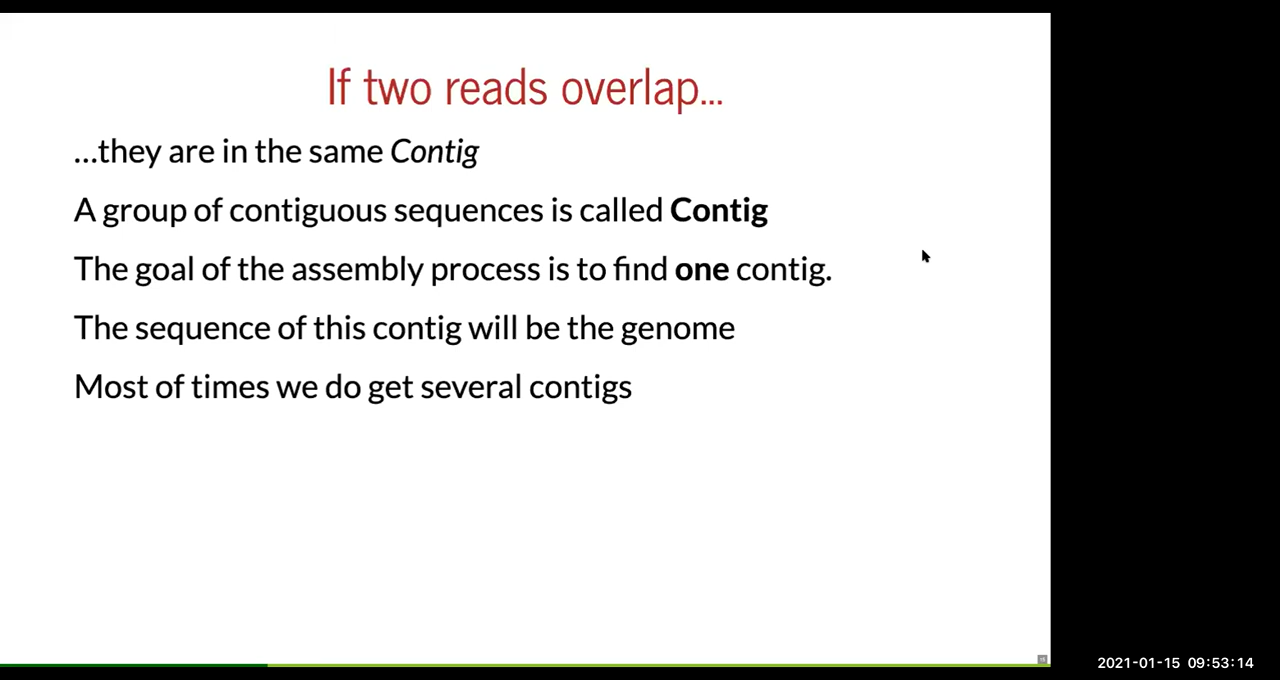 If two reads overlap...
...they are in the same Contig
A group of contiguous sequences is called Contig
The goal of the assembly process is to find one contig.
The sequence of this contig will be the genome
Most of times we do get several contigs
2021-01-15 09:53:14